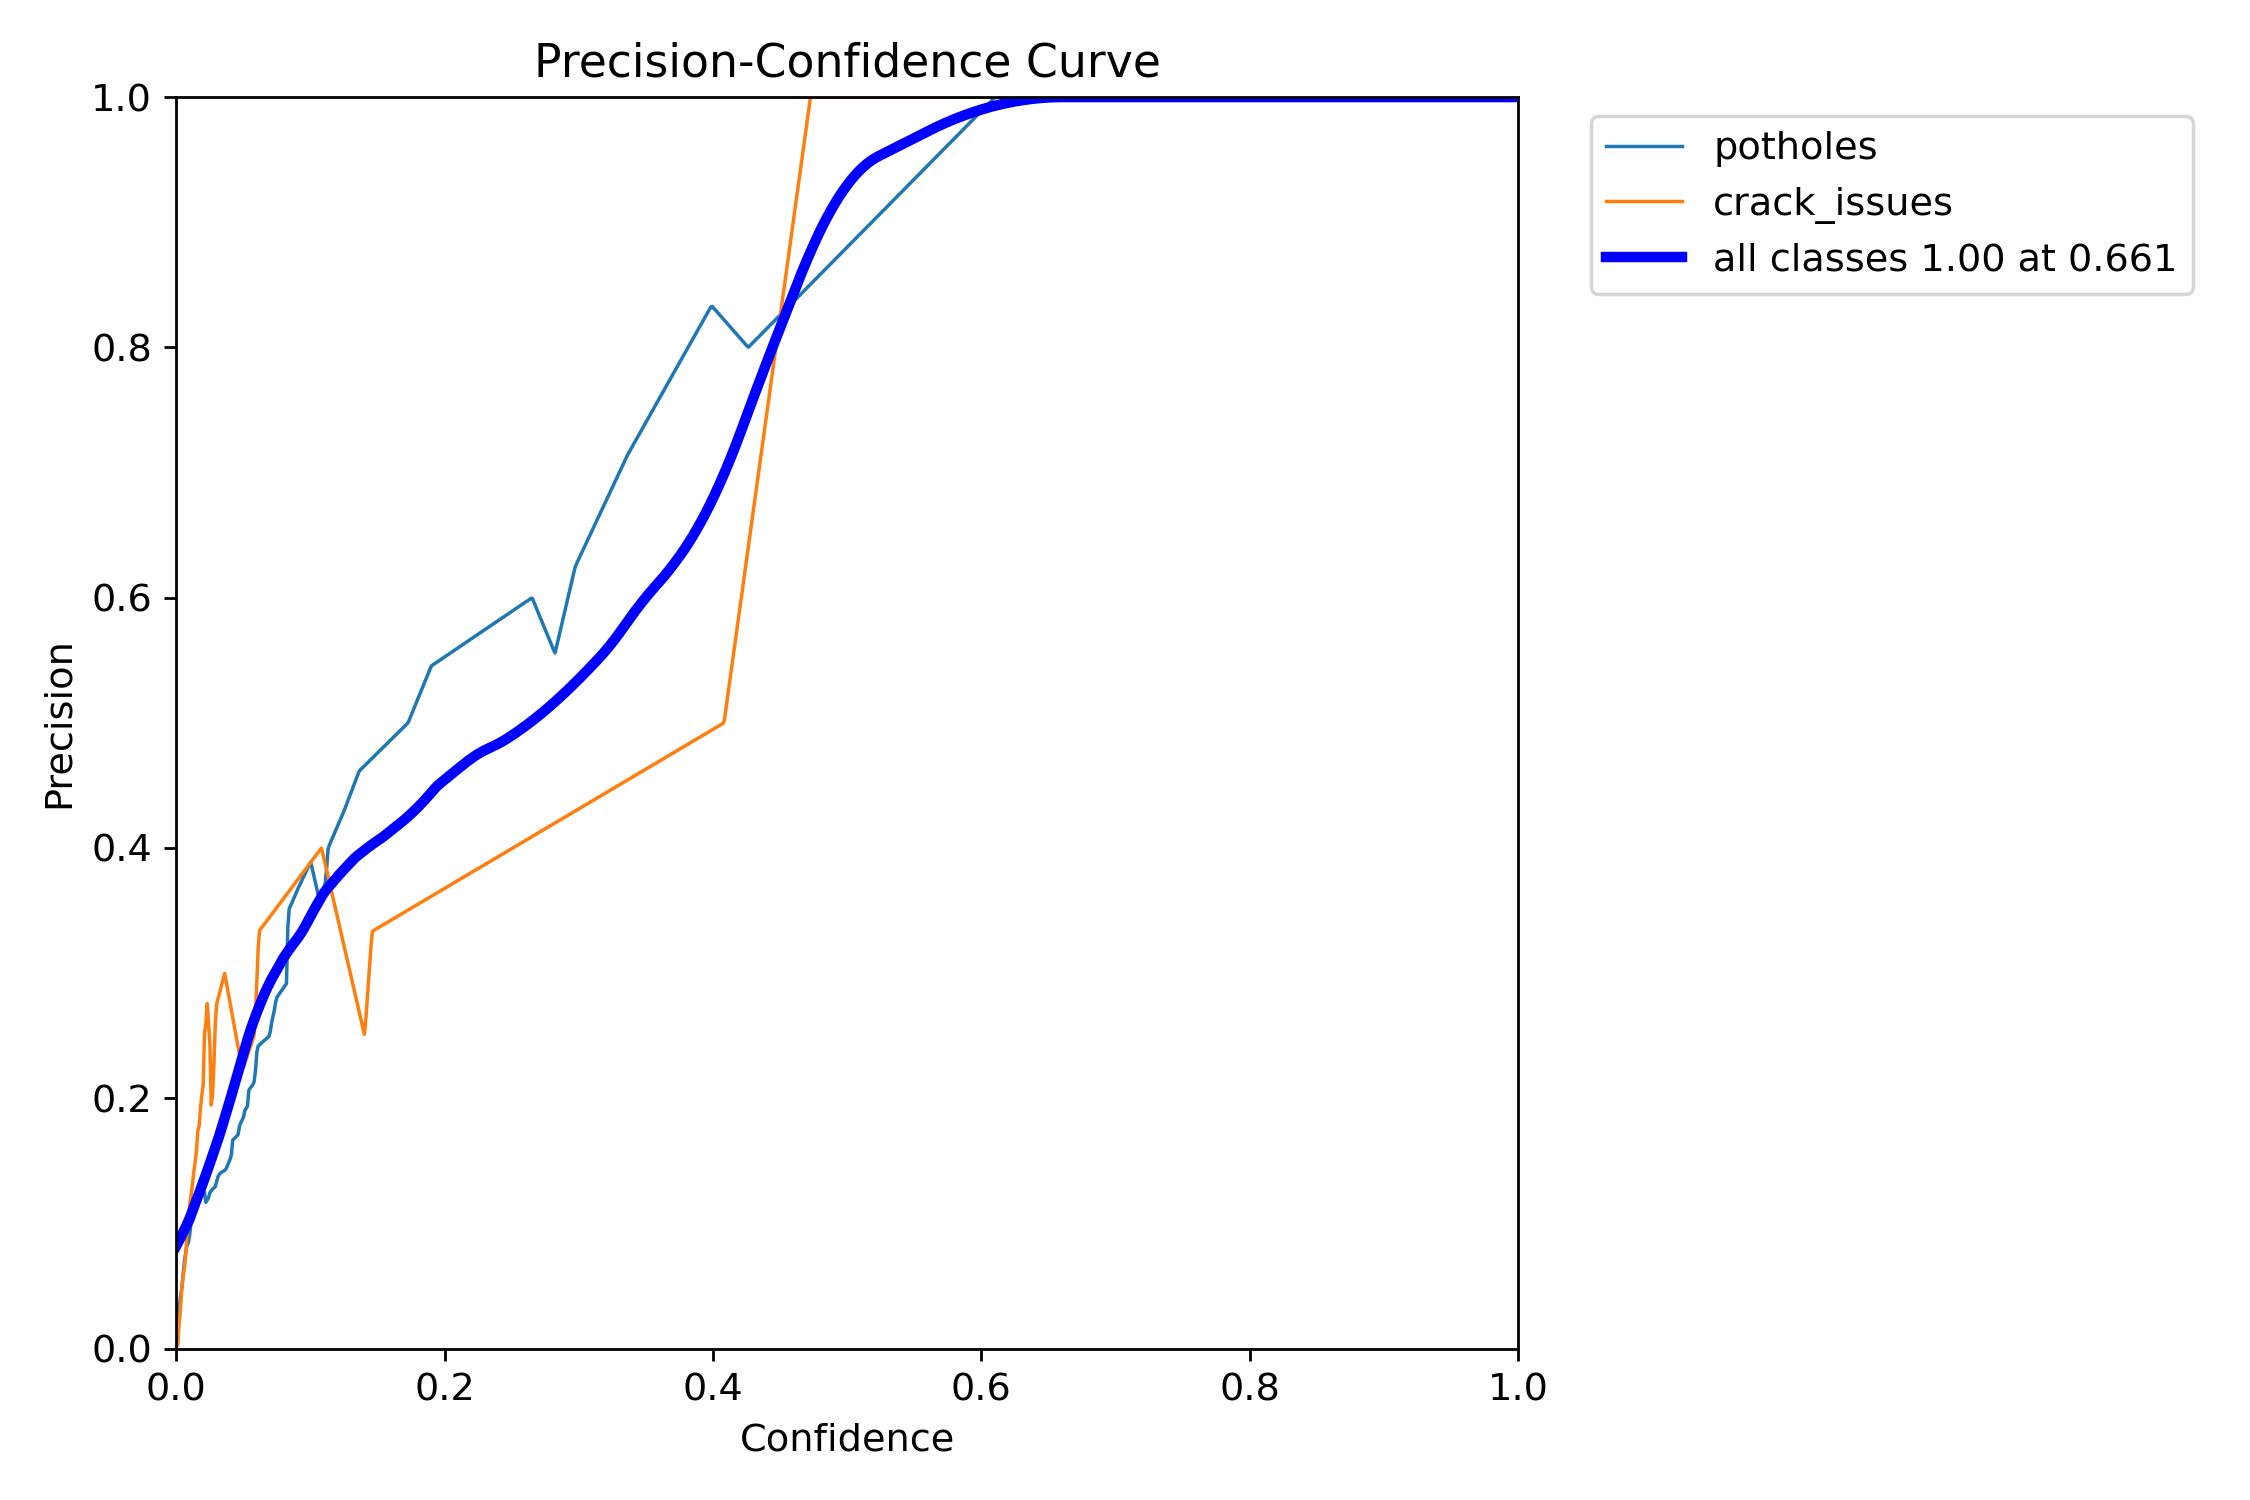 Precision-Confidence Curve
potholes
crack_issues
all classes 1.00 at 0.661
Precision
1.0
0.8
0.6
0.4
0.2
0.0
0.0 0.2 0.4 0.6 0.8 1.0
Confidence